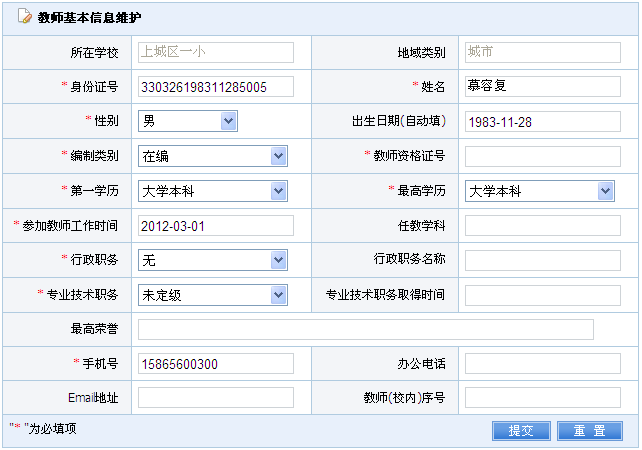 教师基本信息维护
所在学校 上城区一小 地域类别 城市
*身份证号 330326198311285005 *姓名 慕容复
*性别 男 出生日期(自动填) 1983-11-28
*编制类别 在编 *教师资格证号
*第一学历 大学本科 *最高学历 大学本科
*参加教师工作时间 2012-03-01 任教学科
*行政职务 无 行政职务名称
*专业技术职务 未定级 专业技术职务取得时间
最高荣誉
*手机号 15865600300 办公电话
Email地址 教师(校内)序号
"*"为必填项 提交 重 置